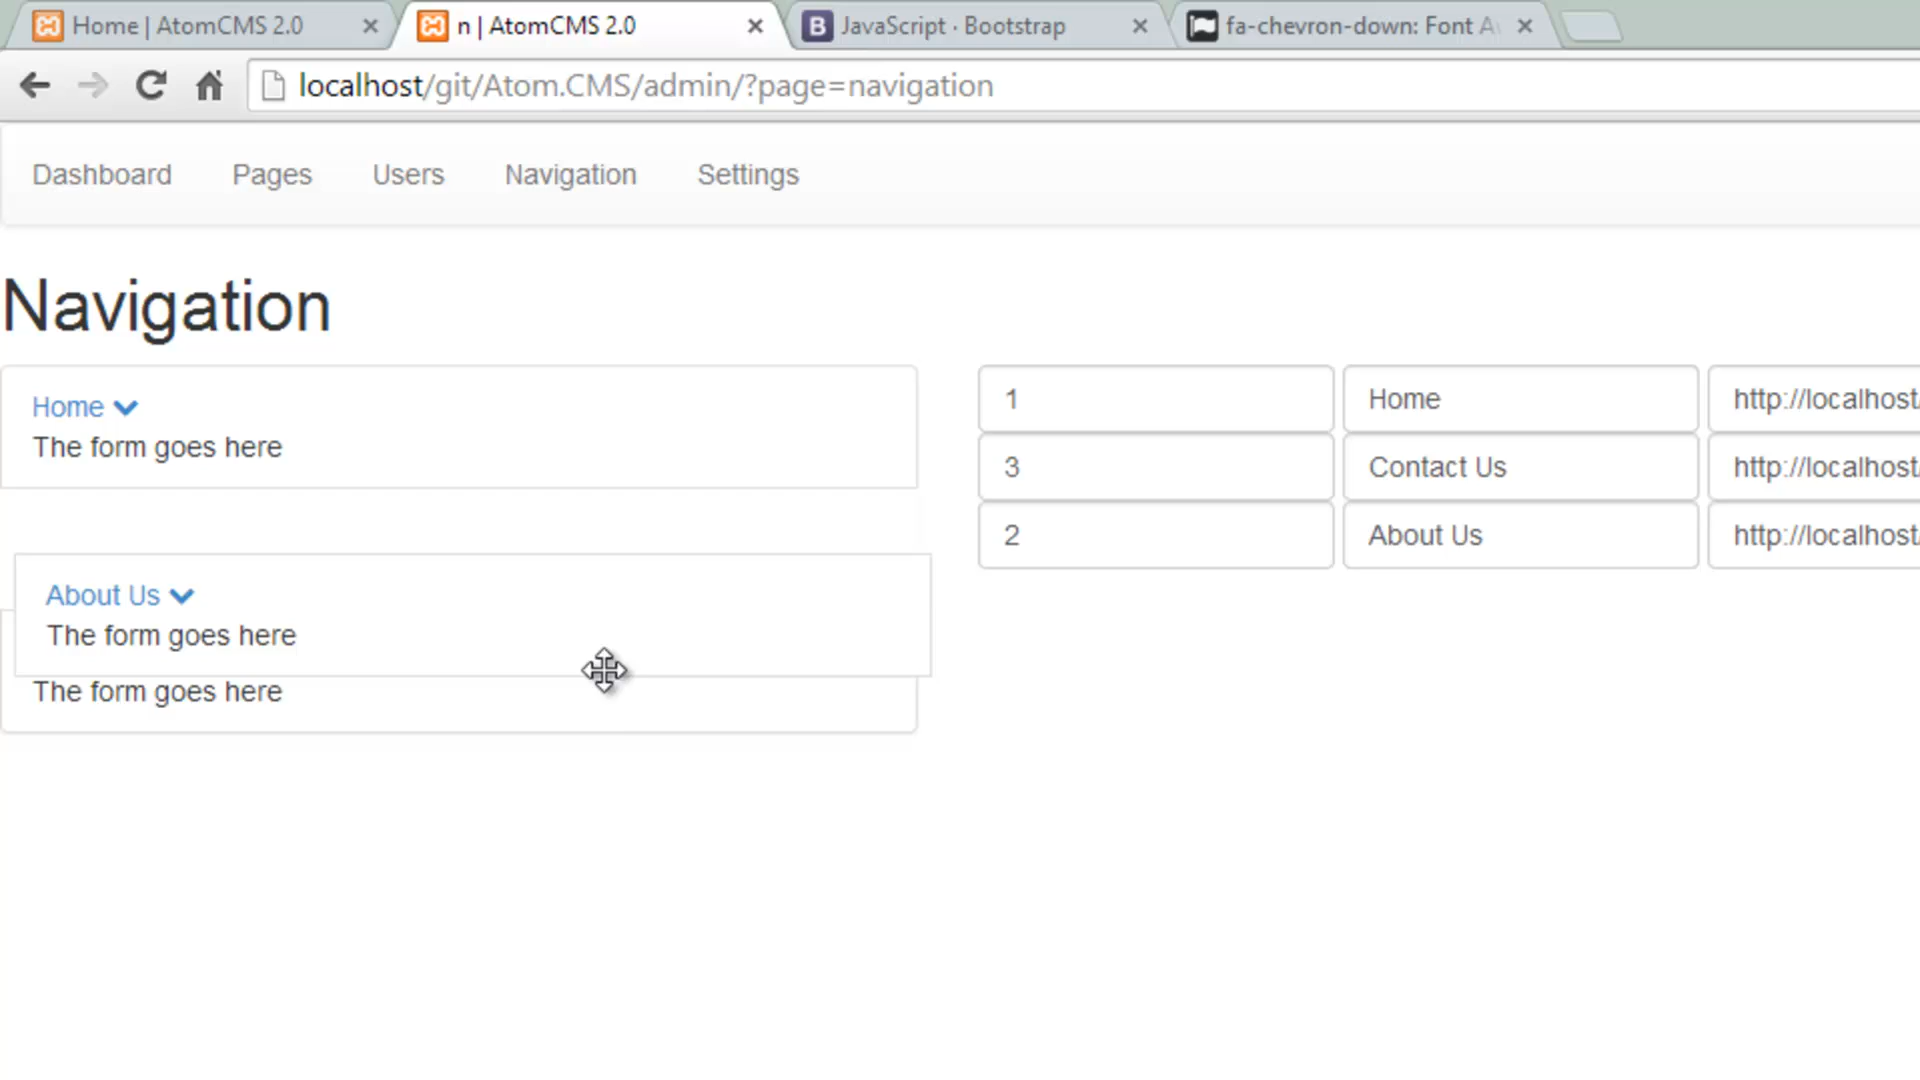 Home | AtomCMS 2.0
n | AtomCMS 2.0
JavaScript · Bootstrap
fa-chevron-down: Font A
localhost/git/Atom.CMS/admin/?page=navigation
Dashboard Pages Users Navigation Settings
Navigation
Home
The form goes here
About Us
The form goes here
The form goes here
1 Home http://localhost/
3 Contact Us http://localhost/
2 About Us http://localhost/